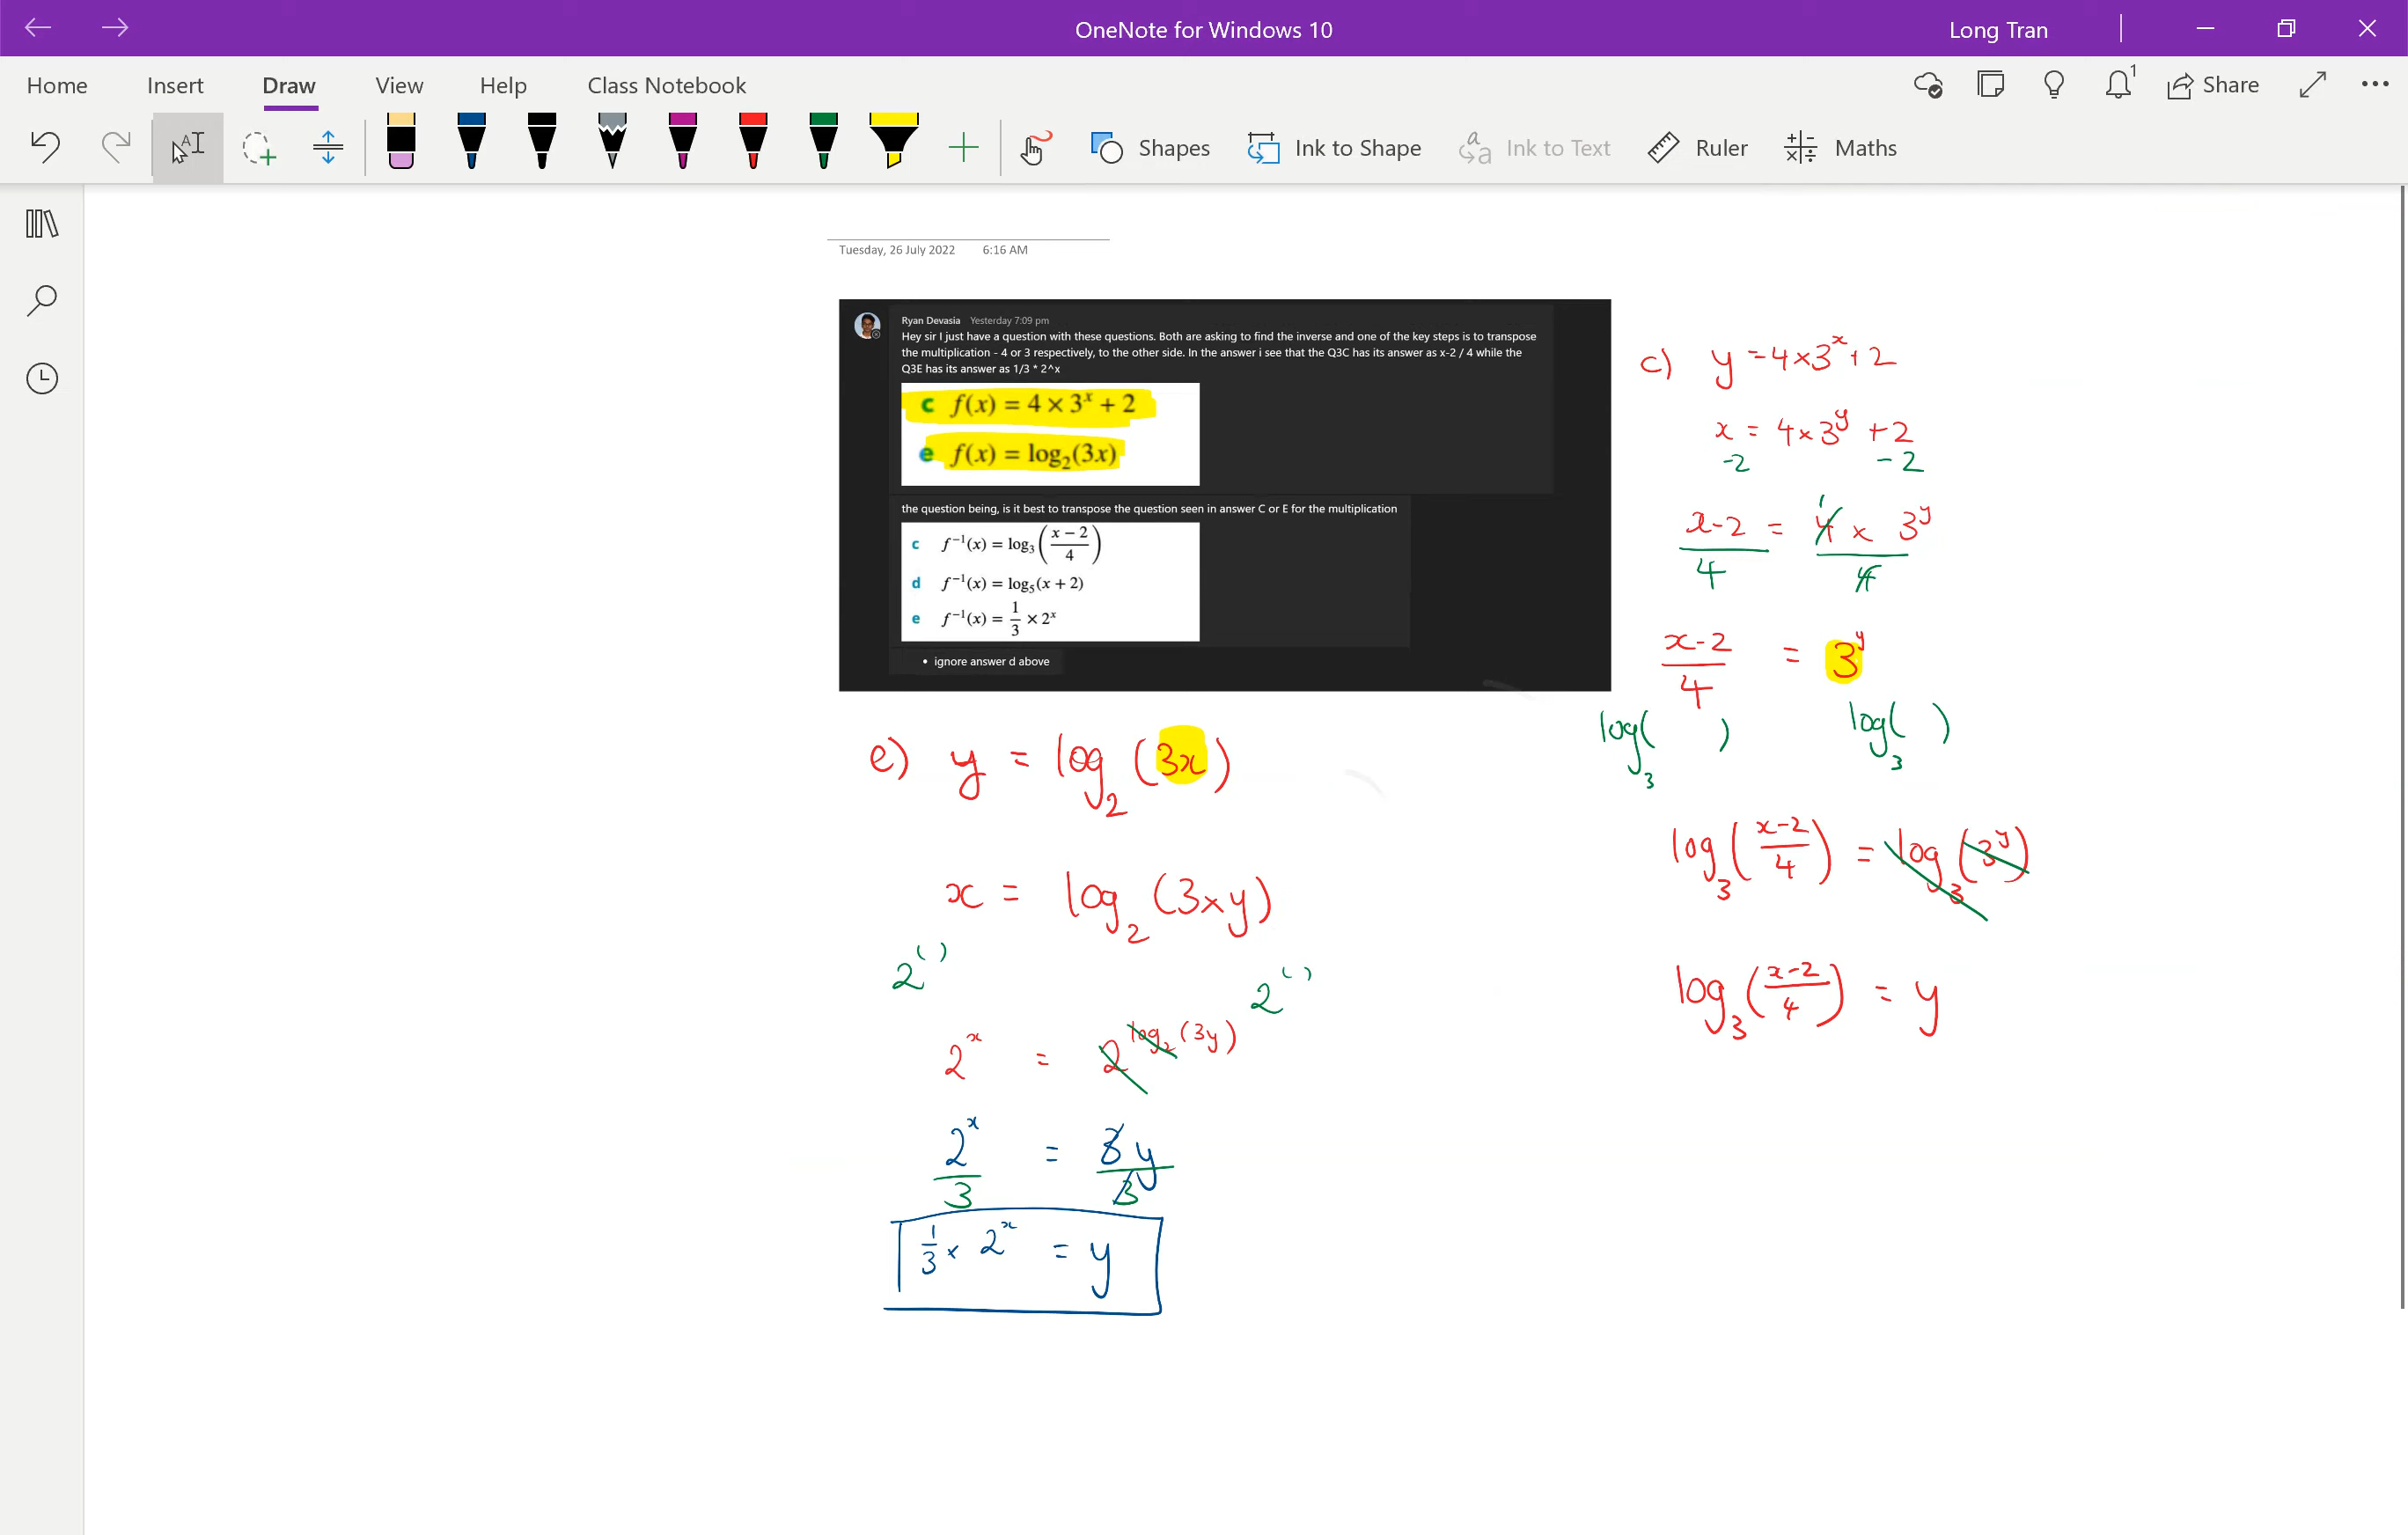 OneNote for Windows 10
Long Tran
Home Insert Draw View Help Class Notebook
1
Share
Shapes Ink to Shape Ink to Text Ruler Maths
Tuesday, 26 July 2022 6:16 AM
Ryan Devasia Yesterday 7:09 pm
Hey sir I just have a question with these questions. Both are asking to find the inverse and one of the key steps is to transpose
the multiplication - 4 or 3 respectively, to the other side. In the answer i see that the Q3C has its answer as x-2 / 4 while the
Q3E has its answer as 1/3 * 2^x
c f(x) = 4 × 3^x + 2
e f(x) = log₂(3x)
the question being, is it best to transpose the question seen in answer C or E for the multiplication
c f⁻¹(x) = log₃((x − 2)/4)
d f⁻¹(x) = log₅(x + 2)
e f⁻¹(x) = 1/3 × 2^x
• ignore answer d above
c) y = 4×3^x + 2
x = 4×3^y + 2
-2 -2
(x-2)/4 = (4 × 3^y)/4
1
(x-2)/4 = 3^y
log₃( ) log₃( )
log₃((x-2)/4) = log₃(3^y)
log₃((x-2)/4) = y
e) y = log₂(3x)
x = log₂(3×y)
2^( ) 2^( )
2^x = 2^(log₂(3y))
2^x/3 = 3y/3
1/3 × 2^x = y